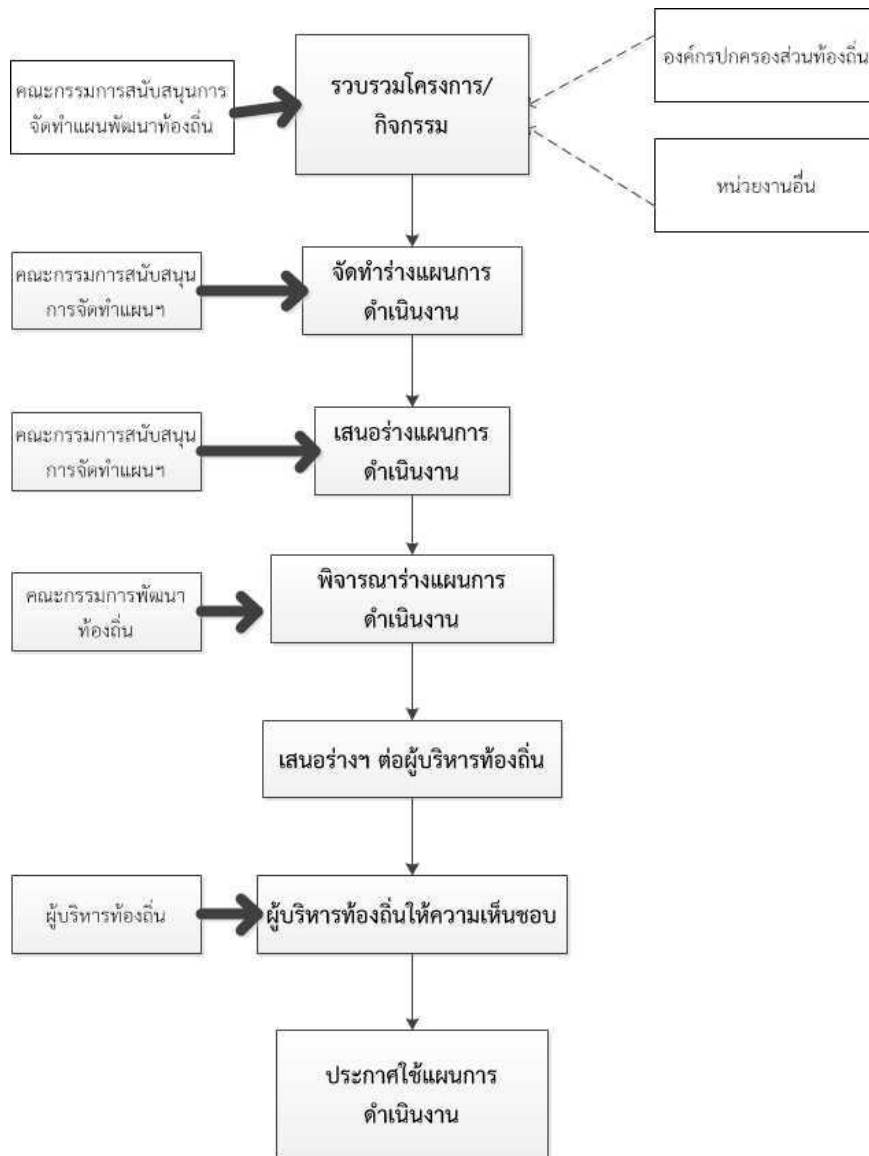 องค์กรปกครองส่วนท้องถิ่น
คณะกรรมการสนับสนุนการ
จัดทำแผนพัฒนาท้องถิ่น
รวบรวมโครงการ/
กิจกรรม
หน่วยงานอื่น
คณะกรรมการสนับสนุน
การจัดทำแผนฯ
จัดทำร่างแผนการ
ดำเนินงาน
คณะกรรมการสนับสนุน
การจัดทำแผนฯ
เสนอร่างแผนการ
ดำเนินงาน
คณะกรรมการพัฒนา
ท้องถิ่น
พิจารณาร่างแผนการ
ดำเนินงาน
เสนอร่างฯ ต่อผู้บริหารท้องถิ่น
ผู้บริหารท้องถิ่น
ผู้บริหารท้องถิ่นให้ความเห็นชอบ
ประกาศใช้แผนการ
ดำเนินงาน